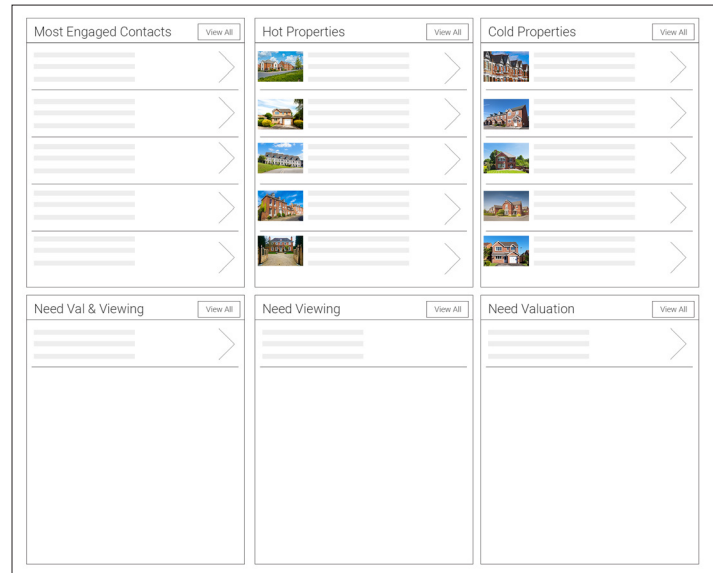 Most Engaged Contacts View All
Hot Properties View All
Cold Properties View All
Need Val & Viewing View All
Need Viewing View All
Need Valuation View All